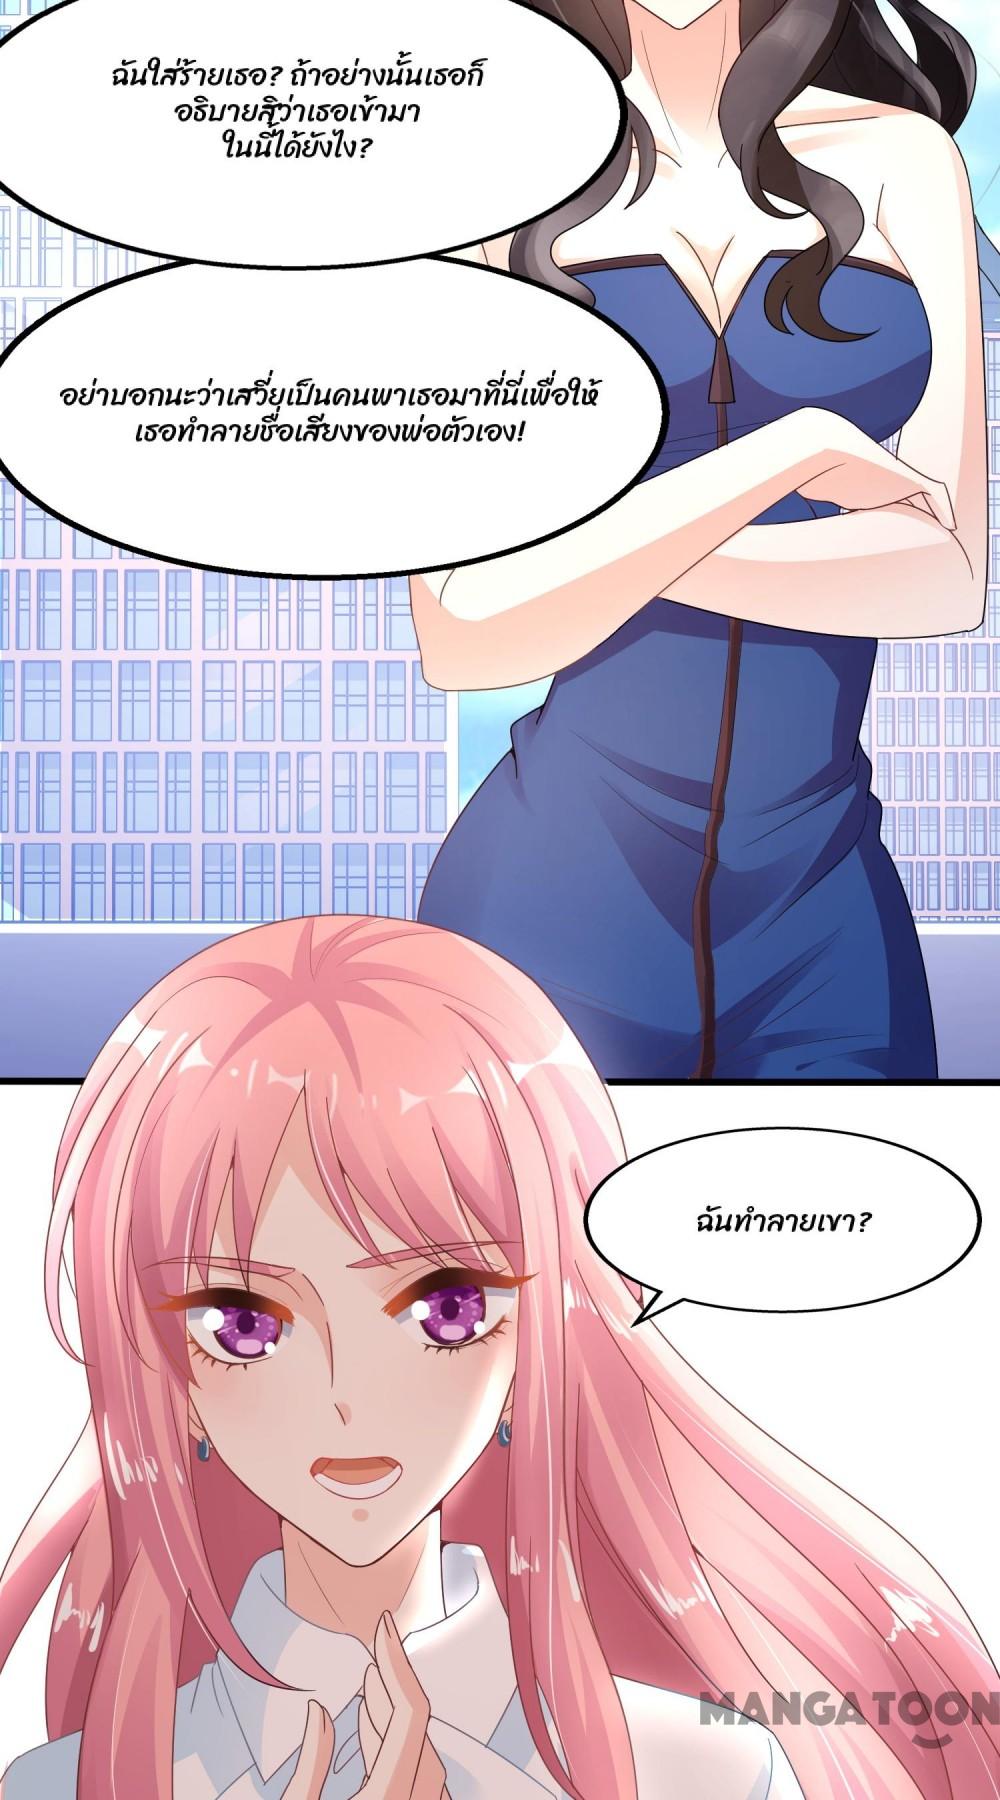 ฉันใส่ร้ายเธอ? ถ้าอย่างนั้นเธอก็
อธิบายสิว่าเธอเข้ามา
ในนี้ได้ยังไง?
อย่าบอกนะว่าเสวี่ยเป็นคนพาเธอมาที่นี่เพื่อให้
เธอทำลายชื่อเสียงของพ่อตัวเอง!
ฉันทำลายเขา?
MANGATOON